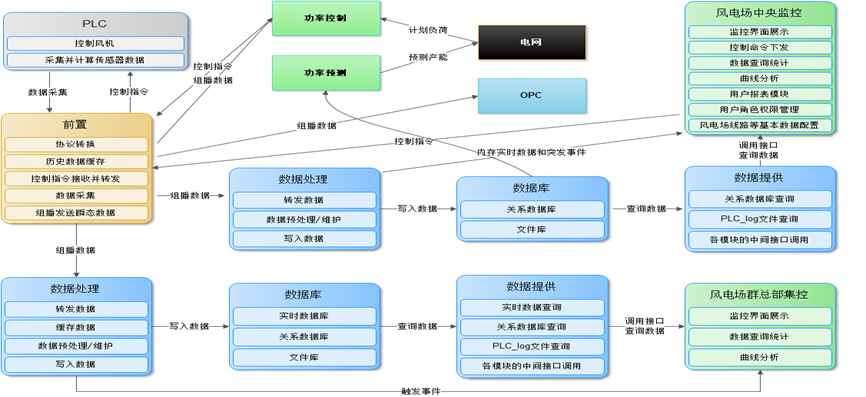 PLC
控制风机
采集并计算传感器数据
数据采集
控制指令
前置
协议转换
历史数据缓存
控制指令接收并转发
数据采集
组播发送瞬态数据
功率控制
功率预测
控制指令
组播数据
计划负荷
预测产能
电网
OPC
组播数据
控制指令
内存实时数据和突发事件
风电场中央监控
监控界面展示
控制命令下发
数据查询统计
曲线分析
用户报表模块
用户角色权限管理
风电场线路等基本数据配置
调用接口
查询数据
组播数据
数据处理
转发数据
数据预处理/维护
写入数据
写入数据
数据库
关系数据库
文件库
查询数据
数据提供
关系数据库查询
PLC_log文件查询
各模块的中间接口调用
组播数据
数据处理
转发数据
缓存数据
数据预处理/维护
写入数据
写入数据
数据库
实时数据库
关系数据库
文件库
查询数据
数据提供
实时数据查询
关系数据库查询
PLC_log文件查询
各模块的中间接口调用
调用接口
查询数据
风电场群总部集控
监控界面展示
数据查询统计
曲线分析
触发事件